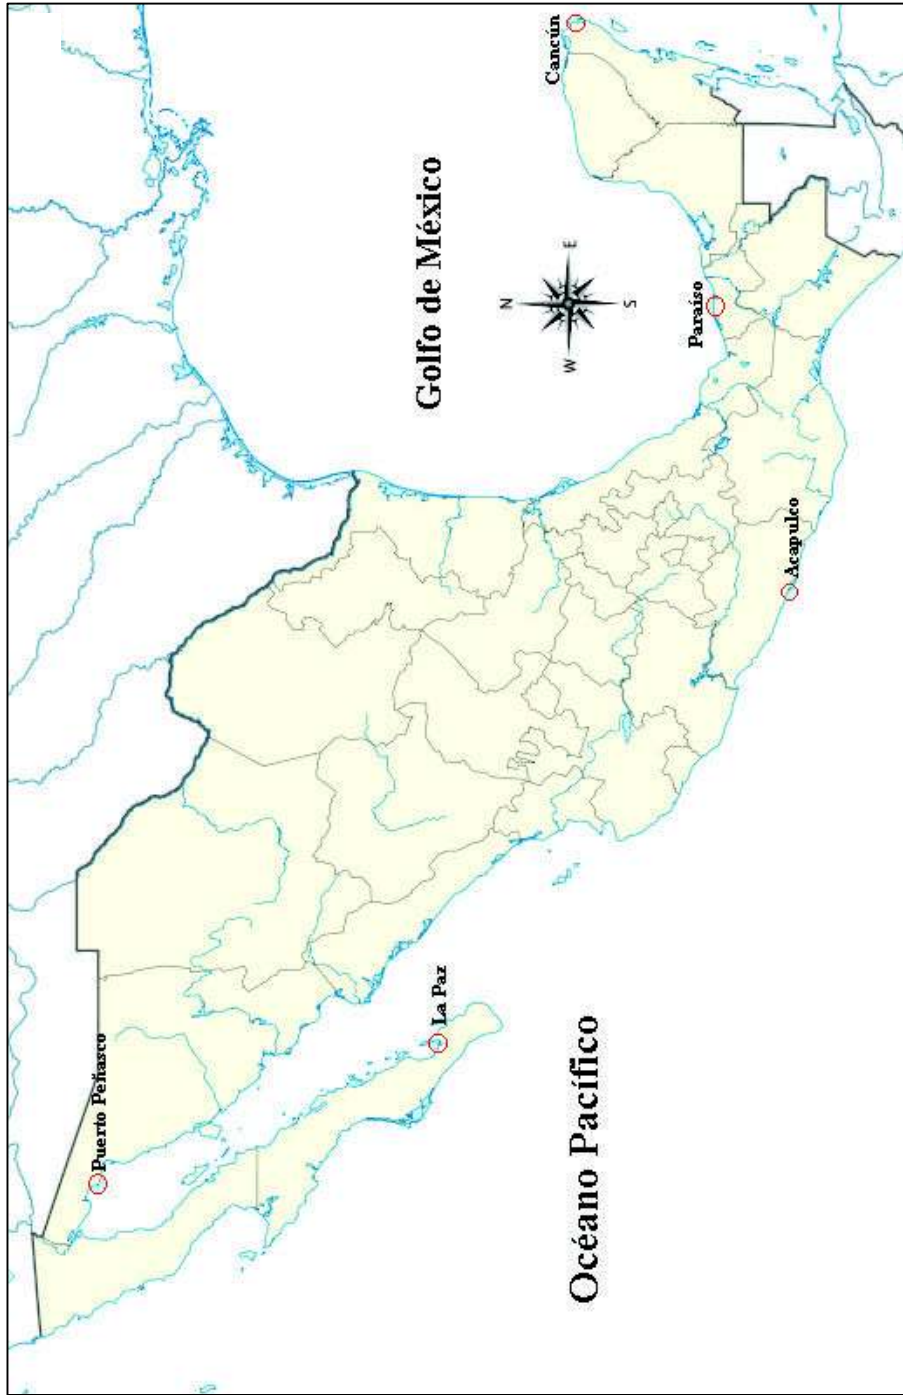 Puerto Peñasco
Golfo de México
La Paz
N
Cancún
W E
Océano Pacífico
S
Paraíso
Acapulco